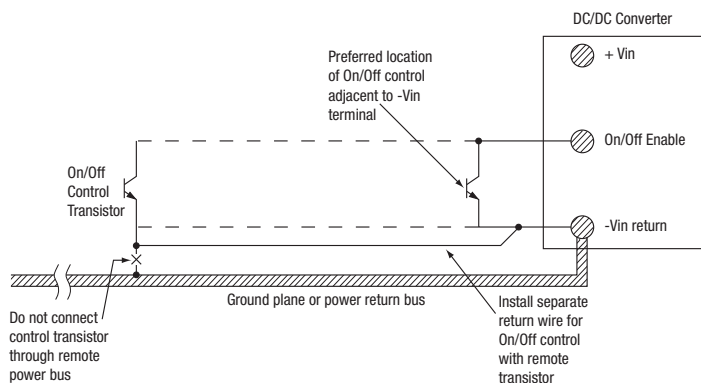 DC/DC Converter
+ Vin
Preferred location
of On/Off control
adjacent to -Vin
terminal
On/Off Enable
On/Off
Control
Transistor
-Vin return
Ground plane or power return bus
Do not connect
control transistor
through remote
power bus
Install separate
return wire for
On/Off control
with remote
transistor